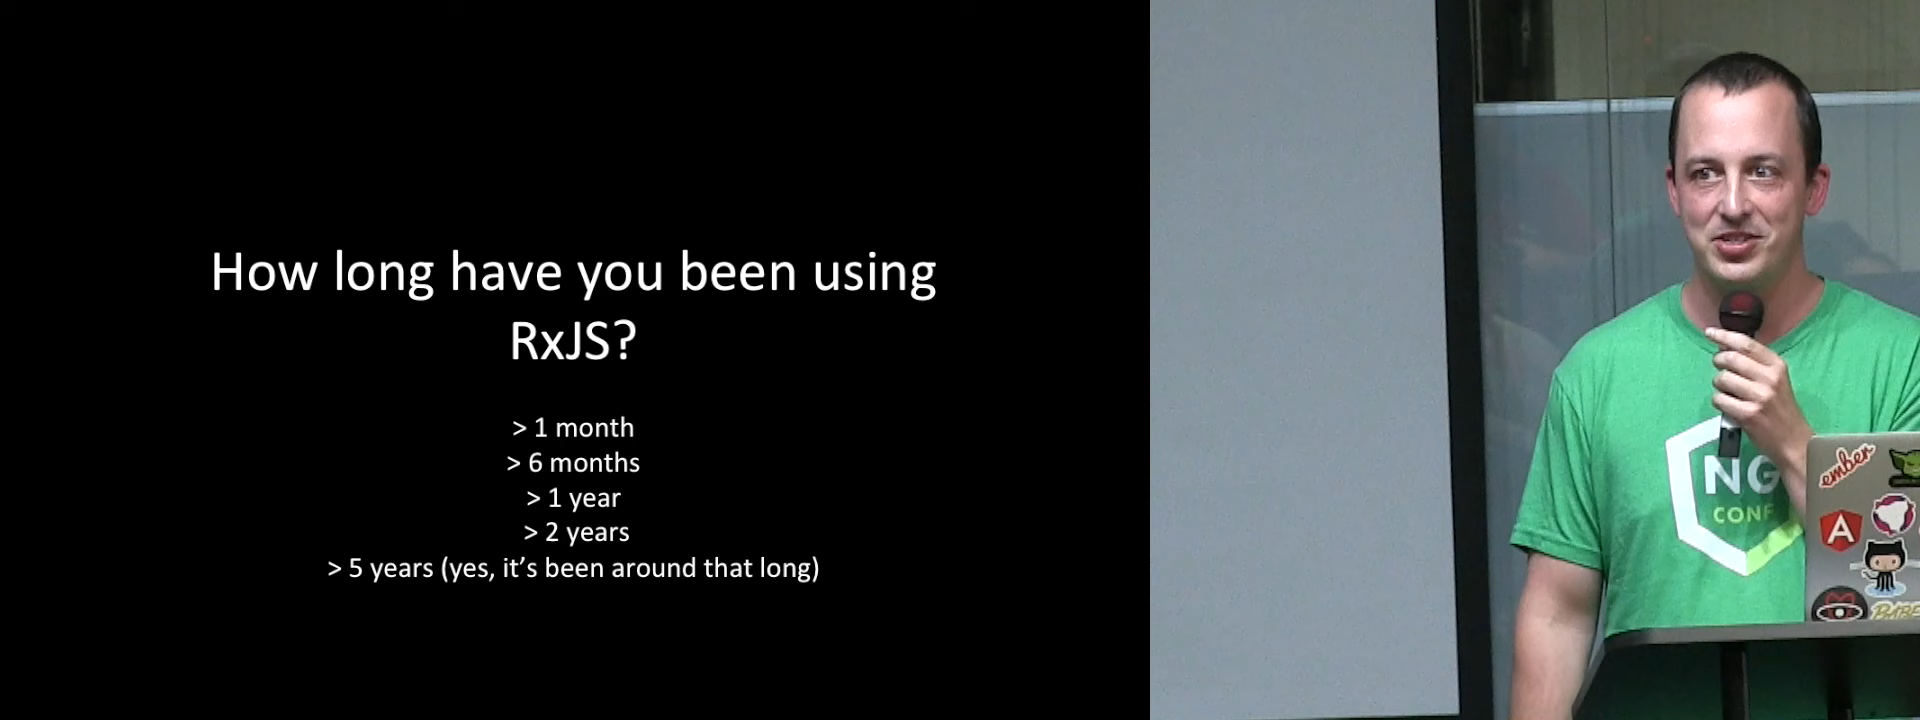 How long have you been using
RxJS?
> 1 month
> 6 months
> 1 year
> 2 years
> 5 years (yes, it’s been around that long)
NG
CONF
ember
A